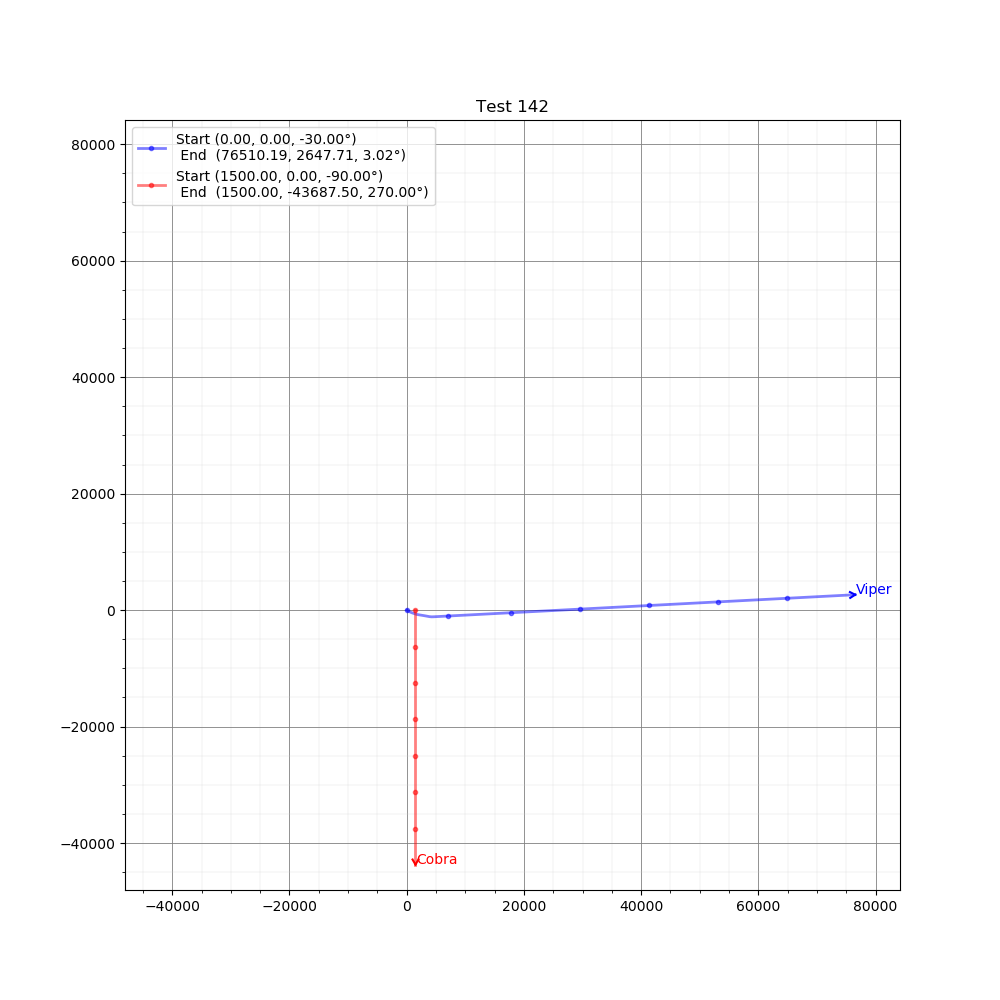 Test 142
Start (0.00, 0.00, -30.00°)
End (76510.19, 2647.71, 3.02°)
Start (1500.00, 0.00, -90.00°)
End (1500.00, -43687.50, 270.00°)
80000
60000
40000
20000
0
−20000
−40000
Viper
Cobra
−40000 −20000 0 20000 40000 60000 80000